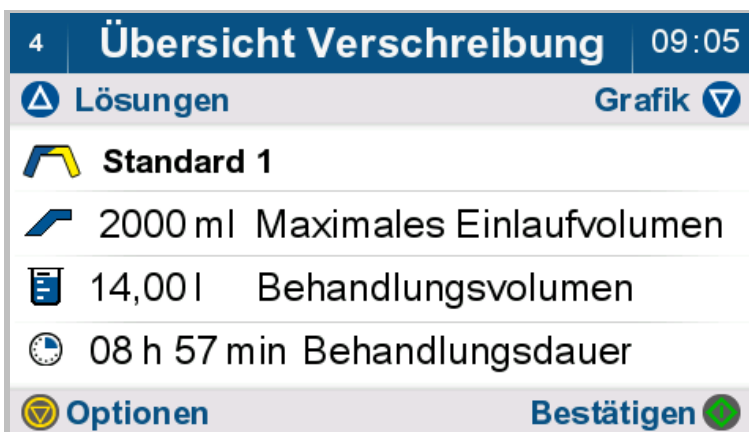 4 Übersicht Verschreibung 09:05
Lösungen Grafik
Standard 1
2000 ml Maximales Einlaufvolumen
14,00 l Behandlungsvolumen
08 h 57 min Behandlungsdauer
Optionen Bestätigen